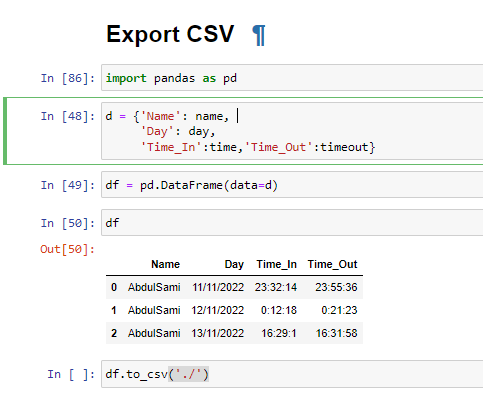 Export CSV ¶
In [86]: import pandas as pd
In [48]: d = {'Name': name,
'Day': day,
'Time_In':time,'Time_Out':timeout}
In [49]: df = pd.DataFrame(data=d)
In [50]: df
Out[50]:
Name Day Time_In Time_Out
0 AbdulSami 11/11/2022 23:32:14 23:55:36
1 AbdulSami 12/11/2022 0:12:18 0:21:23
2 AbdulSami 13/11/2022 16:29:1 16:31:58
In [ ]: df.to_csv('./')